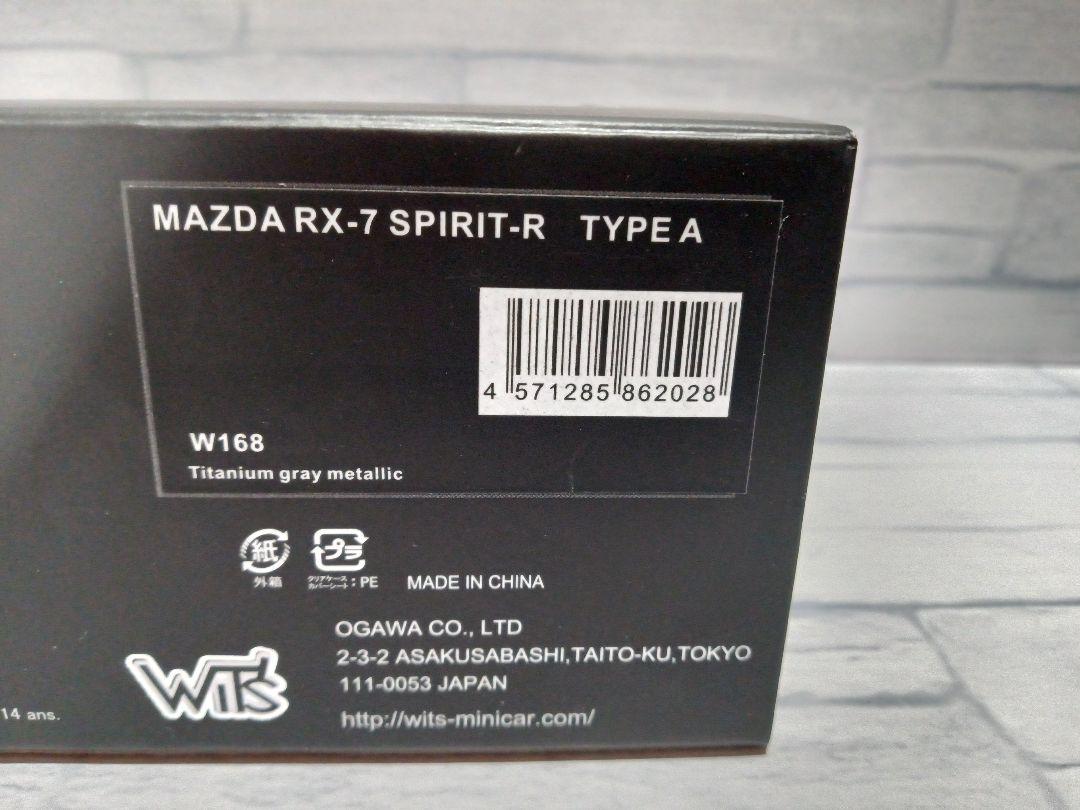 MAZDA RX-7 SPIRIT-R TYPE A
4 571285 862028
W168
Titanium gray metallic
紙 プラ
外箱 クリアケース カバーシート：PE MADE IN CHINA
OGAWA CO., LTD
2-3-2 ASAKUSABASHI,TAITO-KU,TOKYO
111-0053 JAPAN
WiT's
http://wits-minicar.com/
14 ans.